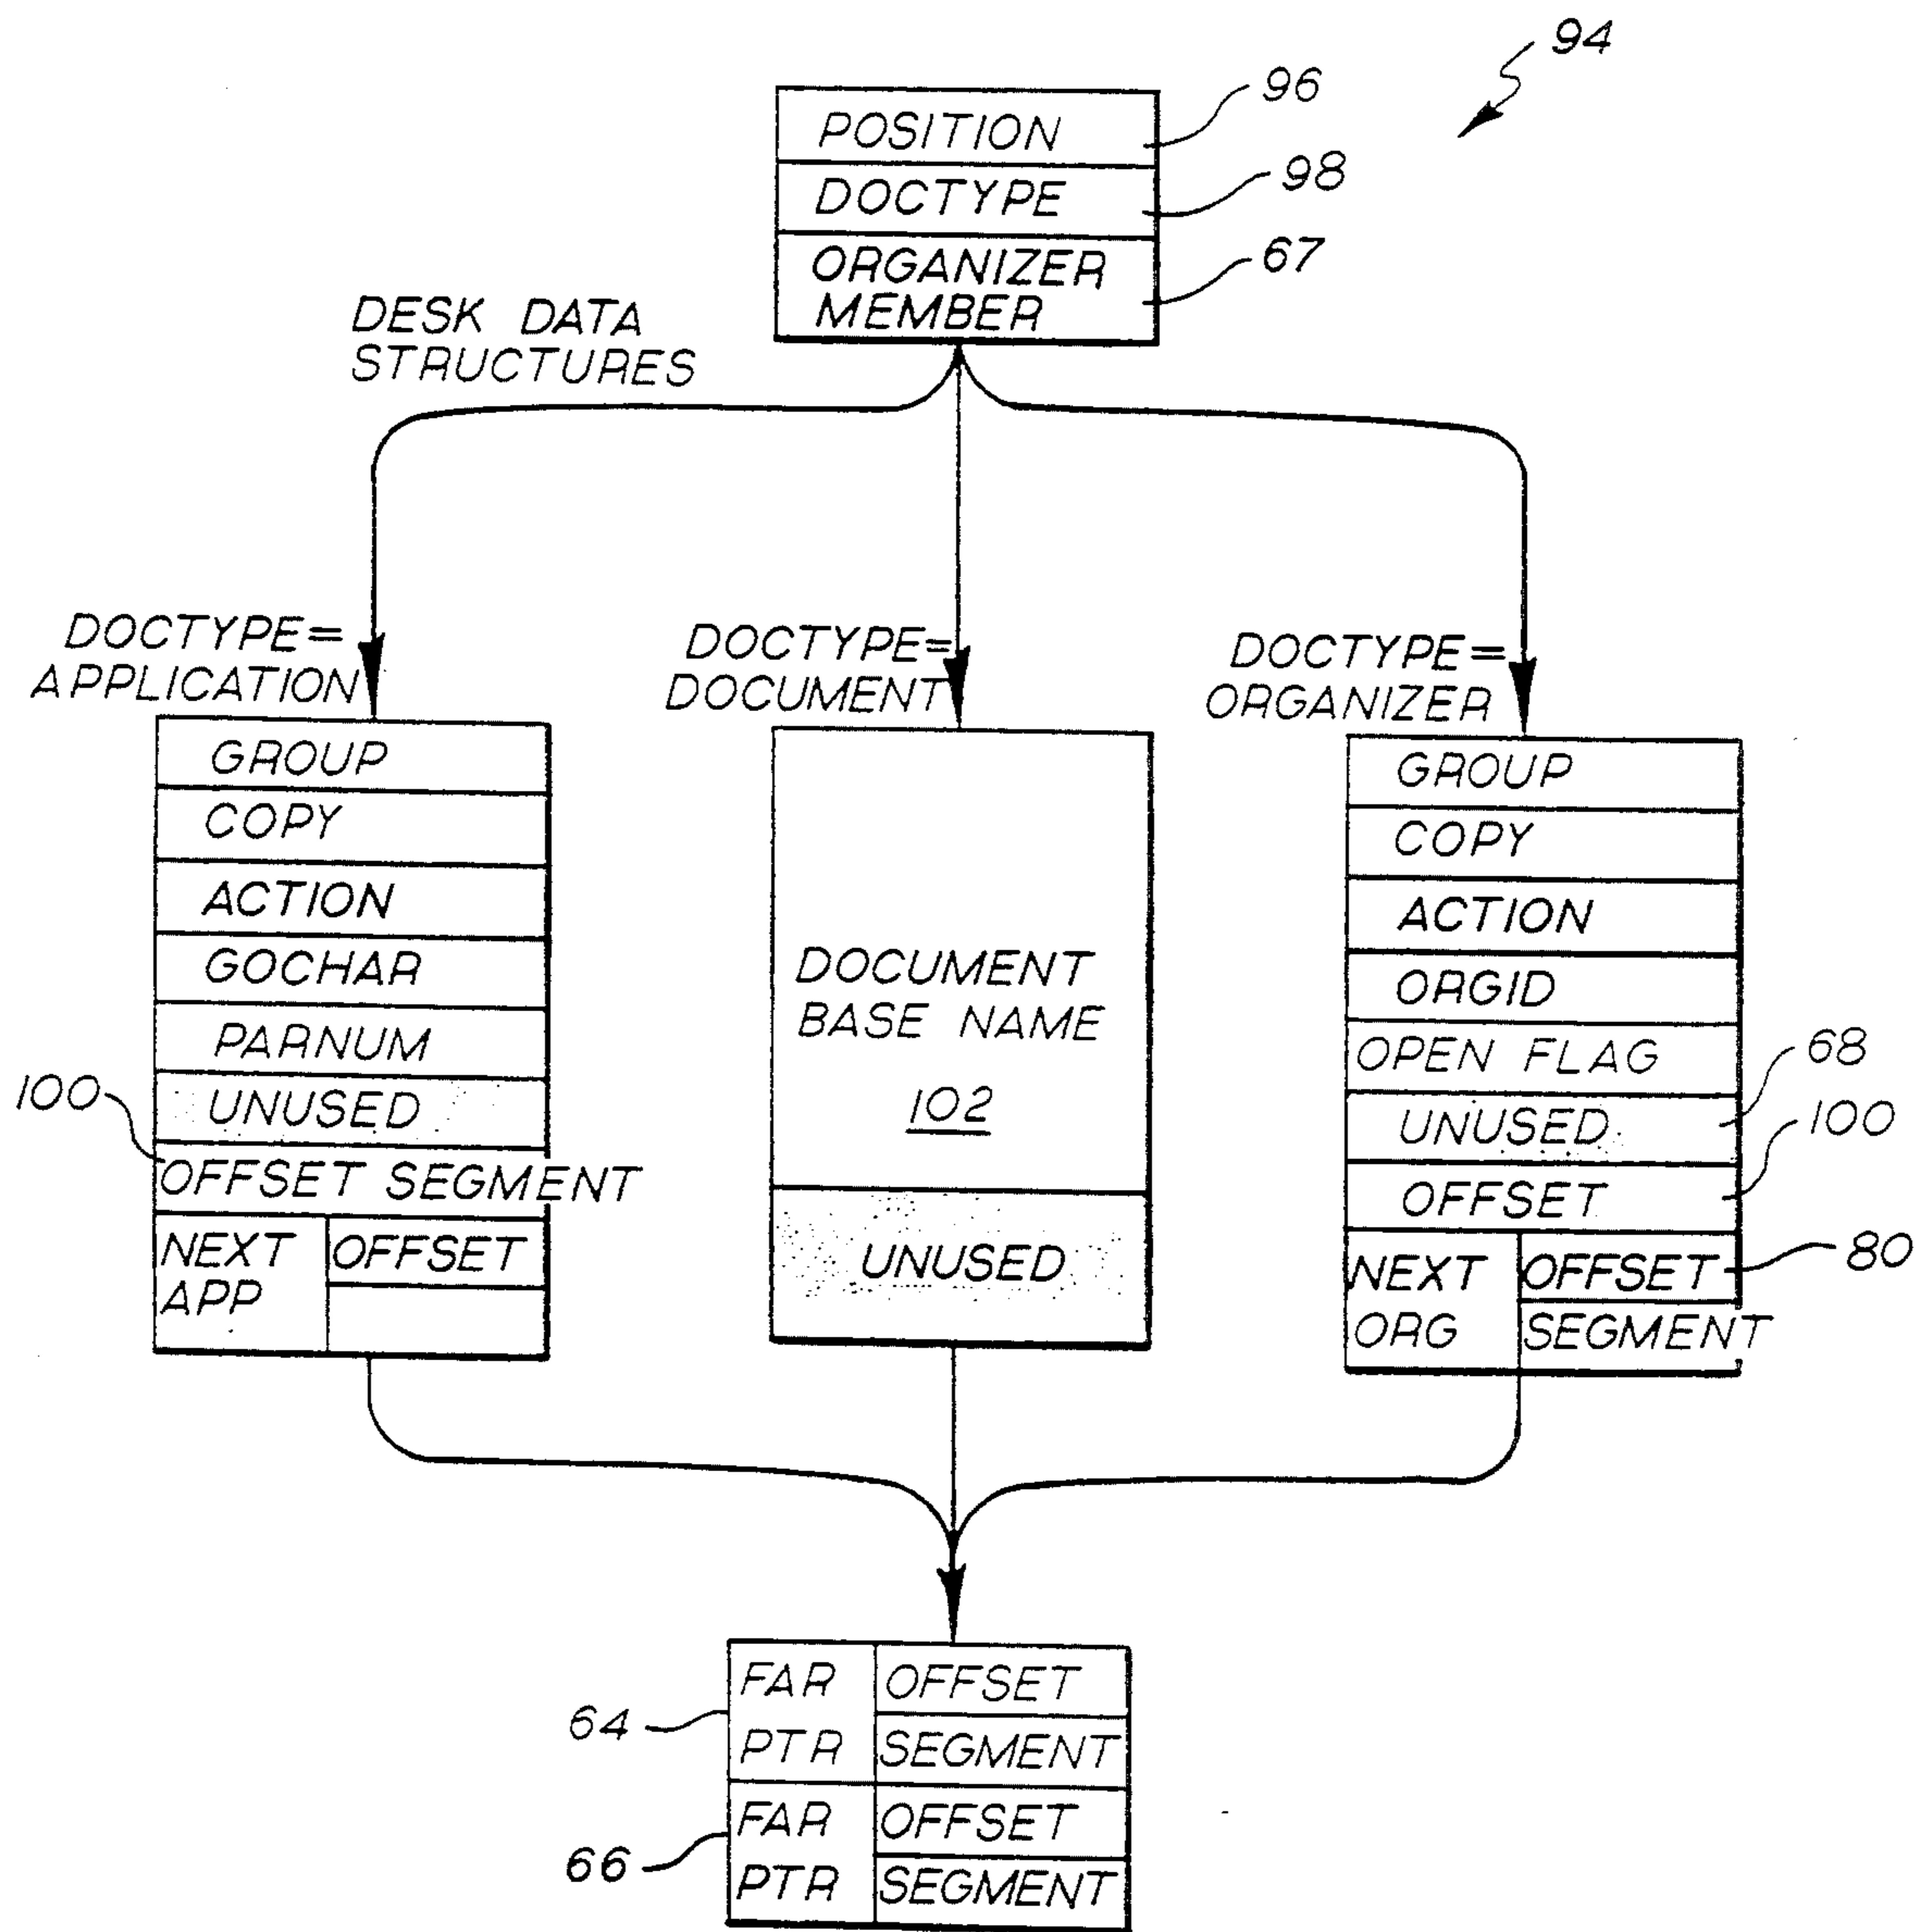 94
POSITION
96
DOCTYPE
98
ORGANIZER
MEMBER
67
DESK DATA
STRUCTURES
DOCTYPE=
APPLICATION
GROUP
COPY
ACTION
GOCHAR
PARNUM
UNUSED
100
OFFSET SEGMENT
NEXT
APP
OFFSET
DOCTYPE=
DOCUMENT
DOCUMENT
BASE NAME
102
UNUSED
DOCTYPE=
ORGANIZER
GROUP
COPY
ACTION
ORGID
OPEN FLAG
68
UNUSED
100
OFFSET
NEXT
ORG
OFFSET
80
SEGMENT
64
FAR
PTR
OFFSET
SEGMENT
66
FAR
PTR
OFFSET
SEGMENT